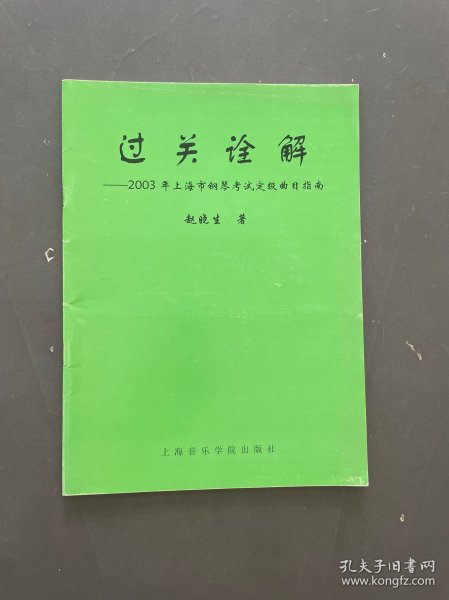 过关诠解
——2003年上海市钢琴考试定级曲目指南
赵晓生 著
上海音乐学院出版社
孔夫子旧书网
www.kongfz.com